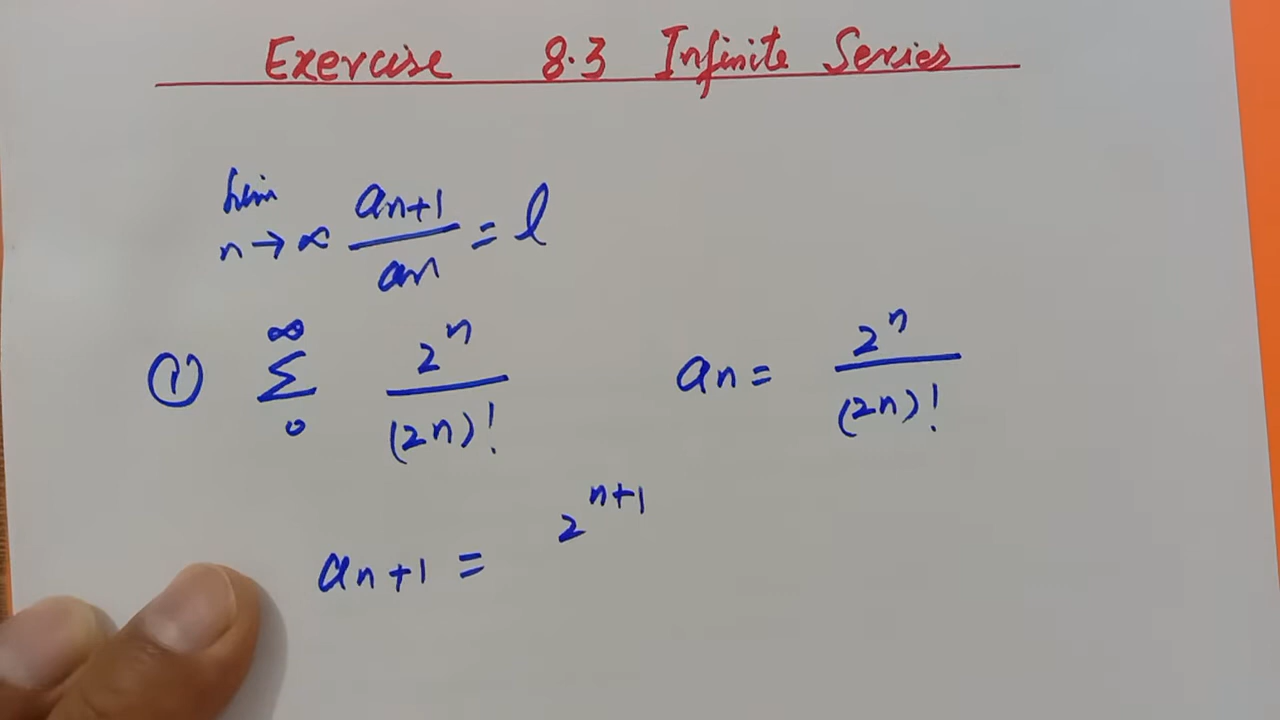 Exercise 8.3 Infinite Series
lim n→∞ an+1/an = l
① ∞ Σ 0 2^n/(2n)! an = 2^n/(2n)!
an+1 = 2^n+1